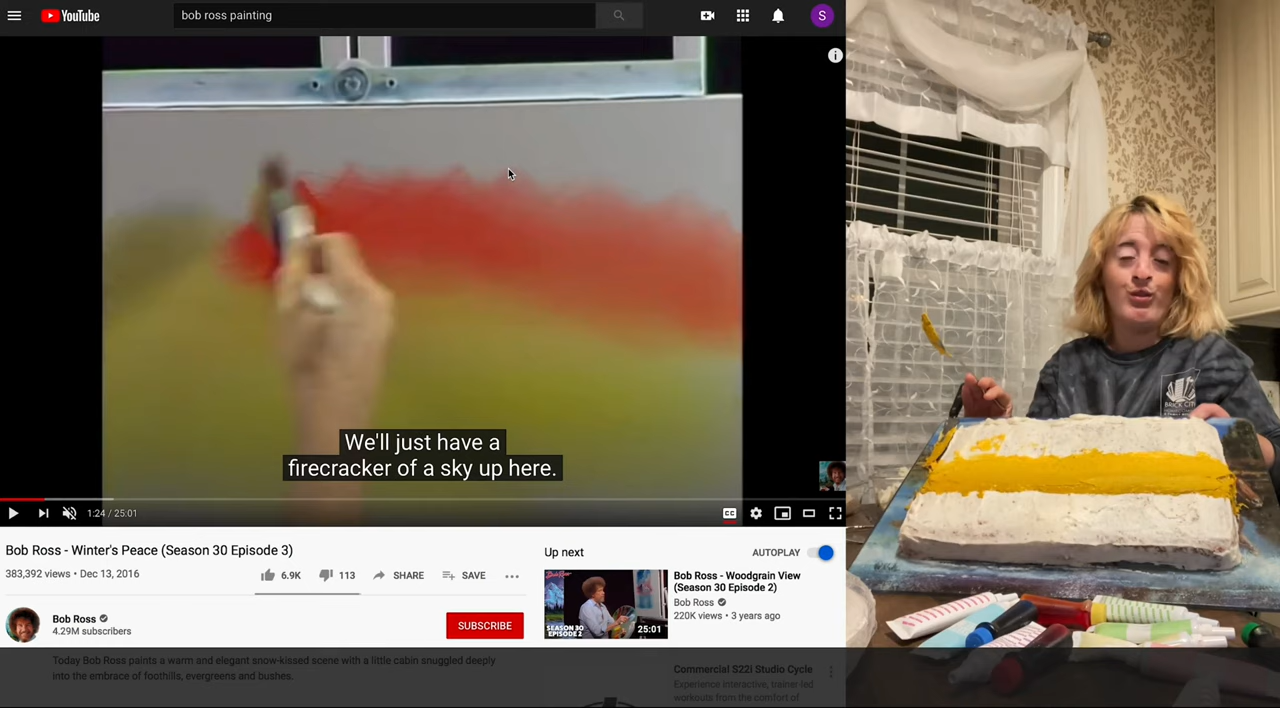 YouTube
bob ross painting
S
We'll just have a
firecracker of a sky up here.
1:24 / 25:01
CC
Bob Ross - Winter's Peace (Season 30 Episode 3)
383,392 views • Dec 13, 2016
6.9K
113
SHARE
SAVE
Bob Ross
4.29M subscribers
SUBSCRIBE
Today Bob Ross paints a warm and elegant snow-kissed scene with a little cabin snuggled deeply
into the embrace of foothills, evergreens and bushes.
Up next
AUTOPLAY
SEASON 30
EPISODE 2
25:01
Bob Ross - Woodgrain View
(Season 30 Episode 2)
Bob Ross
220K views • 3 years ago
Commercial S22i Studio Cycle
Experience interactive, trainer-led
workouts from the comfort of
BRICK CITY